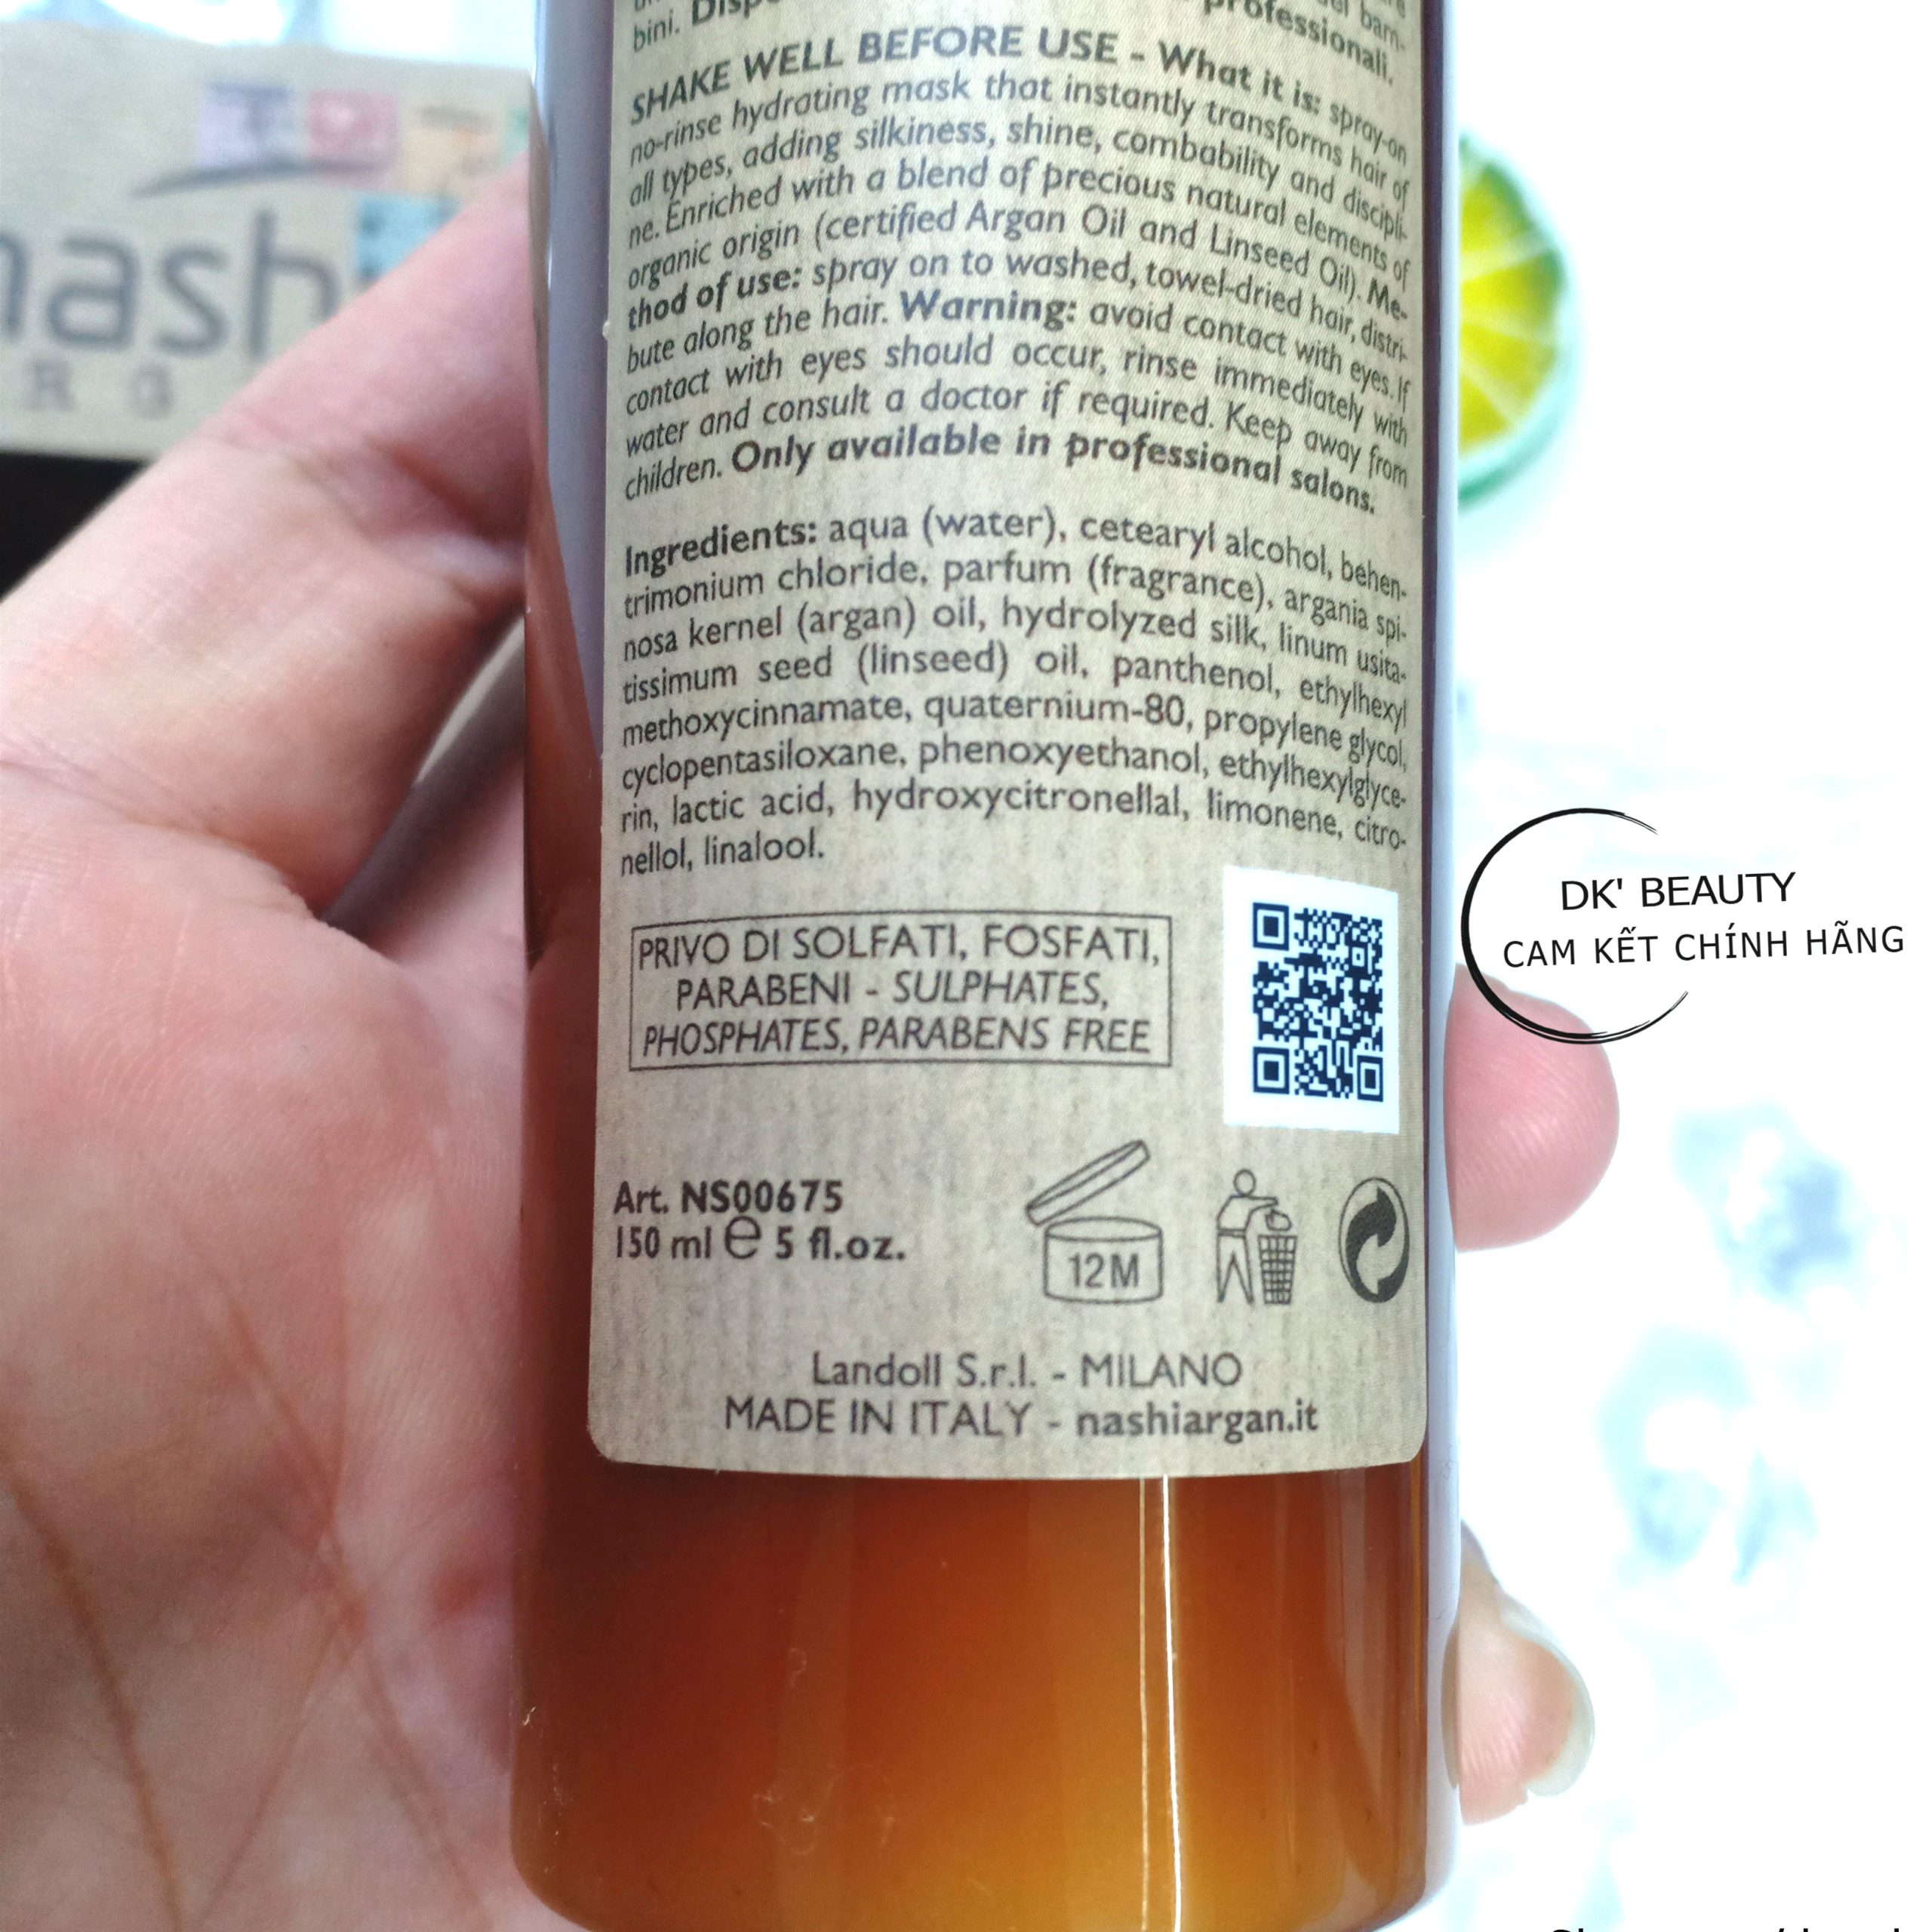 bini. professionali.
SHAKE WELL BEFORE USE - What it is: spray-on
no-rinse hydrating mask that instantly transforms hair of
all types, adding silkiness, shine, combability and discipli-
ne. Enriched with a blend of precious natural elements of
organic origin (certified Argan Oil and Linseed Oil). Me-
thod of use: spray on to washed, towel-dried hair, distri-
bute along the hair. Warning: avoid contact with eyes. If
contact with eyes should occur, rinse immediately with
water and consult a doctor if required. Keep away from
children. Only available in professional salons.
Ingredients: aqua (water), cetearyl alcohol, behen-
trimonium chloride, parfum (fragrance), argania spi-
nosa kernel (argan) oil, hydrolyzed silk, linum usita-
tissimum seed (linseed) oil, panthenol, ethylhexyl
methoxycinnamate, quaternium-80, propylene glycol,
cyclopentasiloxane, phenoxyethanol, ethylhexylglyce-
rin, lactic acid, hydroxycitronellal, limonene, citro-
nellol, linalool.
PRIVO DI SOLFATI, FOSFATI,
PARABENI - SULPHATES,
PHOSPHATES, PARABENS FREE
Art. NS00675
150 ml e 5 fl.oz.
12M
Landoll S.r.l. - MILANO
MADE IN ITALY - nashiargan.it
nash
DK' BEAUTY
CAM KẾT CHÍNH HÃNG